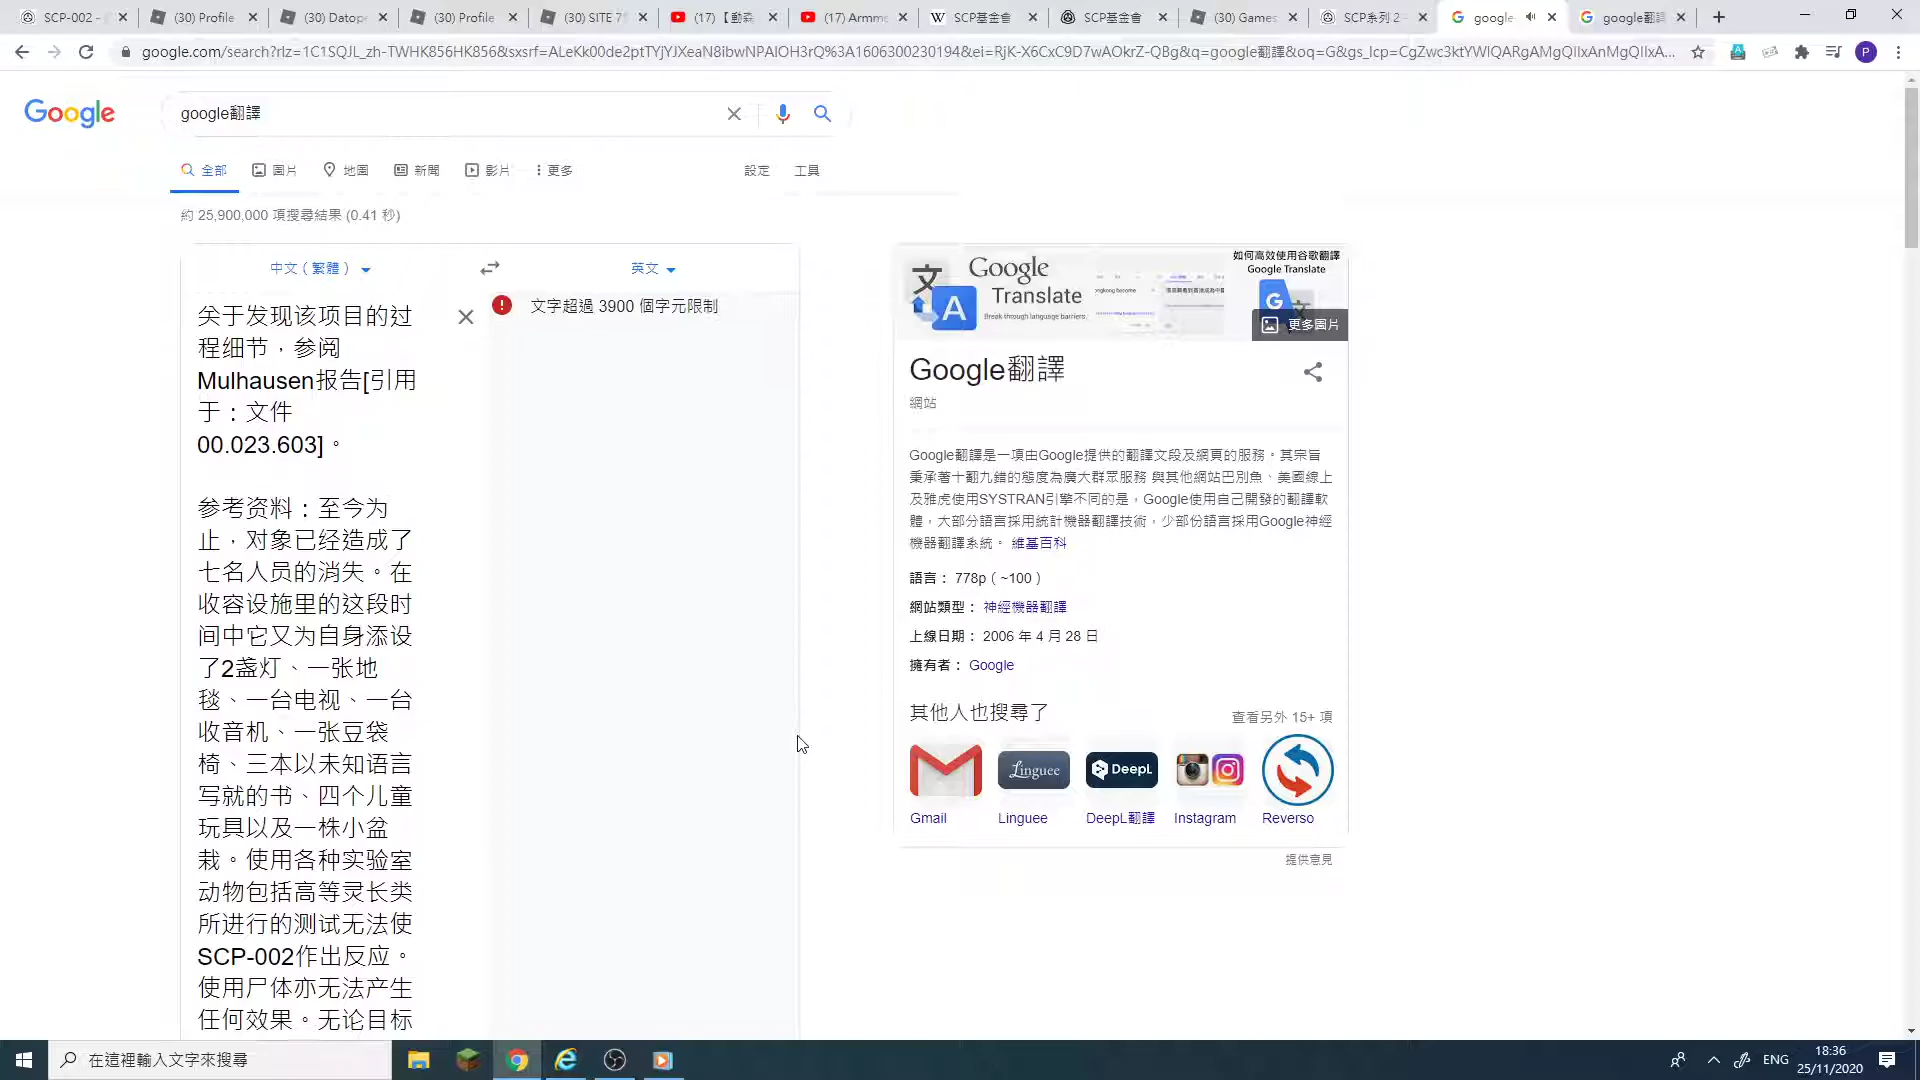 SCP-002 -
(30) Profile
(30) Datop
(30) Profile
(30) SITE 7
(17) 【動森
(17) Armm
SCP基金會
SCP基金會
(30) Games
SCP系列 2
google
google翻譯
google.com/search?rlz=1C1SQJL_zh-TWHK856HK856&sxsrf=ALeKk00de2ptTYjYJXeaN8ibwNPAlOH3rQ%3A1606300230194&ei=RjK-X6CxC9D7wAOkrZ-QBg&q=google翻譯&oq=G&gs_lcp=CgZwc3ktYWIQARgAMgQIIxAnMgQIIxA...
P
Google
google翻譯
全部 圖片 地圖 新聞 影片 更多 設定 工具
約 25,900,000 項搜尋結果 (0.41 秒)
中文（繁體） 英文
关于发现该项目的过
程细节，参阅
Mulhausen报告[引用
于：文件
00.023.603]。
参考资料：至今为
止，对象已经造成了
七名人员的消失。在
收容设施里的这段时
间中它又为自身添设
了2盏灯、一张地
毯、一台电视、一台
收音机、一张豆袋
椅、三本以未知语言
写就的书、四个儿童
玩具以及一株小盆
栽。使用各种实验室
动物包括高等灵长类
所进行的测试无法使
SCP-002作出反应。
使用尸体亦无法产生
任何效果。无论目标
文字超過 3900 個字元限制
文
A
Google
Translate
Break through language barriers.
ongkong become
如何高效使用谷歌翻譯
Google Translate
G
更多圖片
Google翻譯
網站
Google翻譯是一項由Google提供的翻譯文段及網頁的服務。其宗旨
秉承著十翻九錯的態度為廣大群眾服務 與其他網站巴別魚、美國線上
及雅虎使用SYSTRAN引擎不同的是，Google使用自己開發的翻譯軟
體，大部分語言採用統計機器翻譯技術，少部份語言採用Google神經
機器翻譯系統。 維基百科
語言： 778p ( ~100 )
網站類型： 神經機器翻譯
上線日期： 2006 年 4 月 28 日
擁有者： Google
其他人也搜尋了
查看另外 15+ 項
Linguee
DeepL
Gmail
Linguee
DeepL翻譯
Instagram
Reverso
提供意見
在這裡輸入文字來搜尋
ENG
18:36
25/11/2020